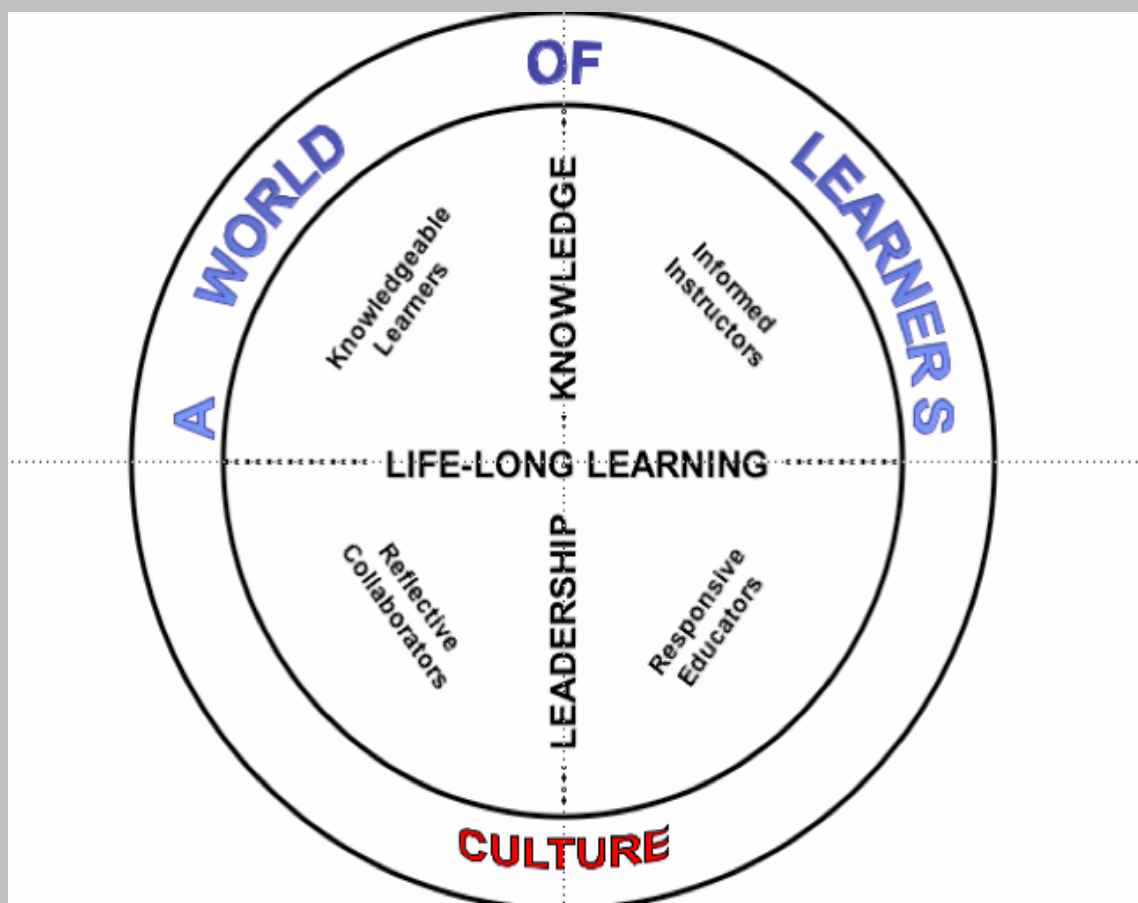 A WORLD OF LEARNERS
KNOWLEDGE
Knowledgeable
Learners
Informed
Instructors
LIFE-LONG LEARNING
LEADERSHIP
Reflective
Collaborators
Responsive
Educators
CULTURE